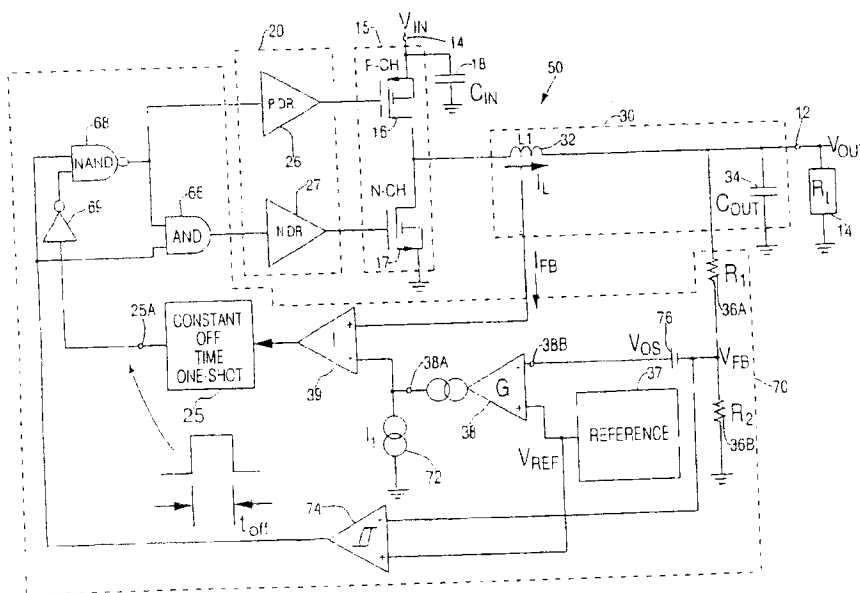 V_IN
20
15
14
P-CH
18
C_IN
50
30
68
NAND
PDR
26
16
L1
32
12
V_OUT
69
66
AND
27
NDR
N-CH
17
I_L
34
C_OUT
R_L
14
I_FB
R_1
36A
25A
CONSTANT
OFF
TIME
ONE-SHOT
25
I
39
38A
38B
G
38
V_OS
76
V_FB
70
37
REFERENCE
R_2
36B
I_1
72
V_REF
t_off
74